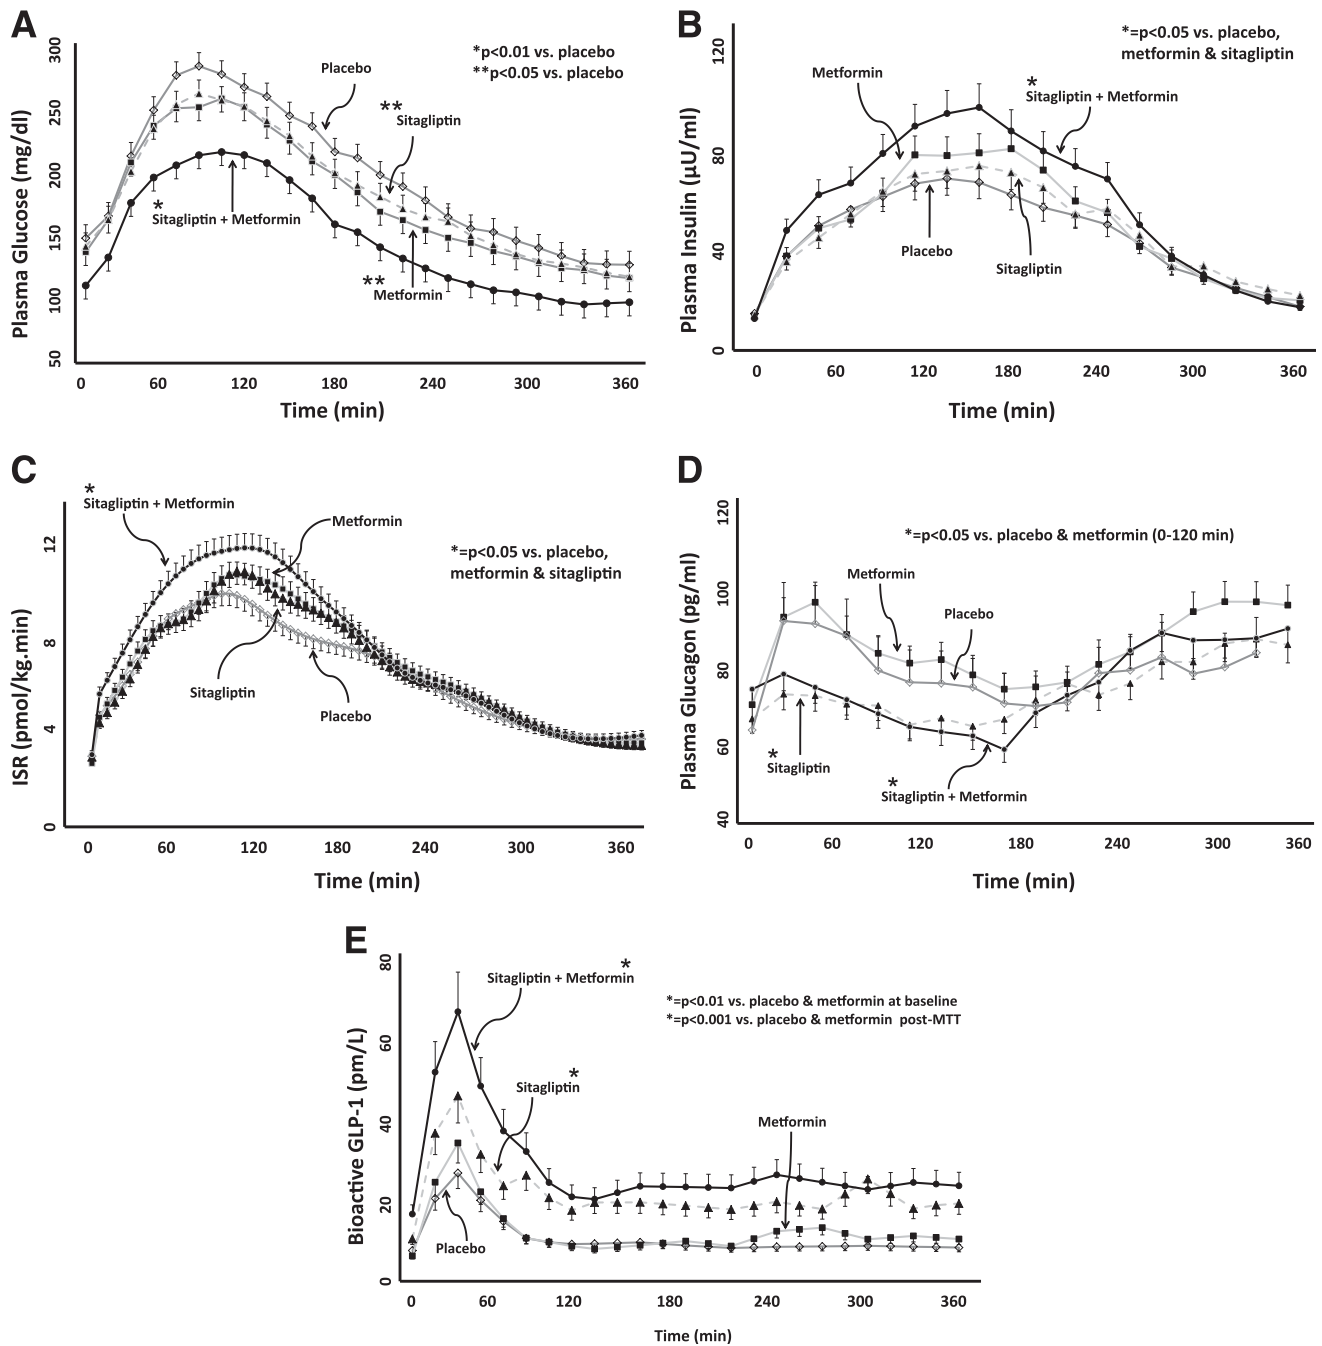 A
*p<0.01 vs. placebo
**p<0.05 vs. placebo
Placebo
**
Sitagliptin
*
Sitagliptin + Metformin
**
Metformin
Plasma Glucose (mg/dl)
300
250
200
150
100
50
0 60 120 180 240 300 360
Time (min)
B
*=p<0.05 vs. placebo,
metformin & sitagliptin
Metformin
*
Sitagliptin + Metformin
Placebo
Sitagliptin
Plasma Insulin (µU/ml)
120
80
40
0
0 60 120 180 240 300 360
Time (min)
C
*
Sitagliptin + Metformin
Metformin
*=p<0.05 vs. placebo,
metformin & sitagliptin
Sitagliptin
Placebo
ISR (pmol/kg.min)
12
8
4
0
0 60 120 180 240 300 360
Time (min)
D
*=p<0.05 vs. placebo & metformin (0-120 min)
Metformin
Placebo
*
Sitagliptin
*
Sitagliptin + Metformin
Plasma Glucagon (pg/ml)
120
100
80
60
40
0 60 120 180 240 300 360
Time (min)
E
*
Sitagliptin + Metformin
*=p<0.01 vs. placebo & metformin at baseline
*=p<0.001 vs. placebo & metformin post-MTT
*
Sitagliptin
Metformin
Placebo
Bioactive GLP-1 (pm/L)
80
60
40
20
0
0 60 120 180 240 300 360
Time (min)